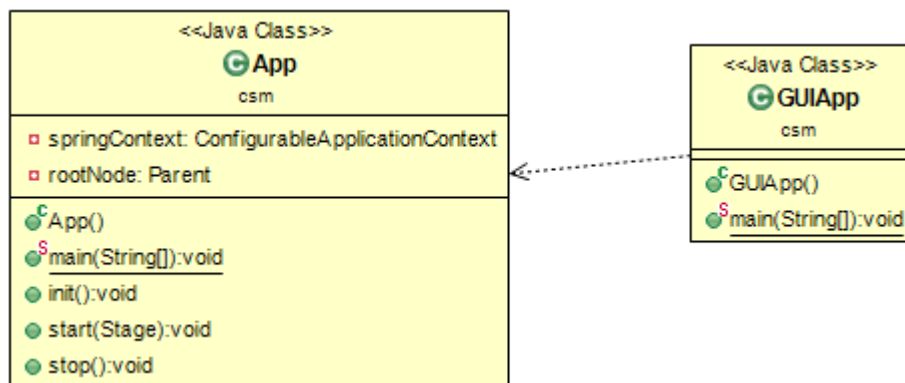 <<Java Class>>
App
csm
springContext: ConfigurableApplicationContext
rootNode: Parent
App()
main(String[]):void
init():void
start(Stage):void
stop():void
<<Java Class>>
GUIApp
csm
GUIApp()
main(String[]):void